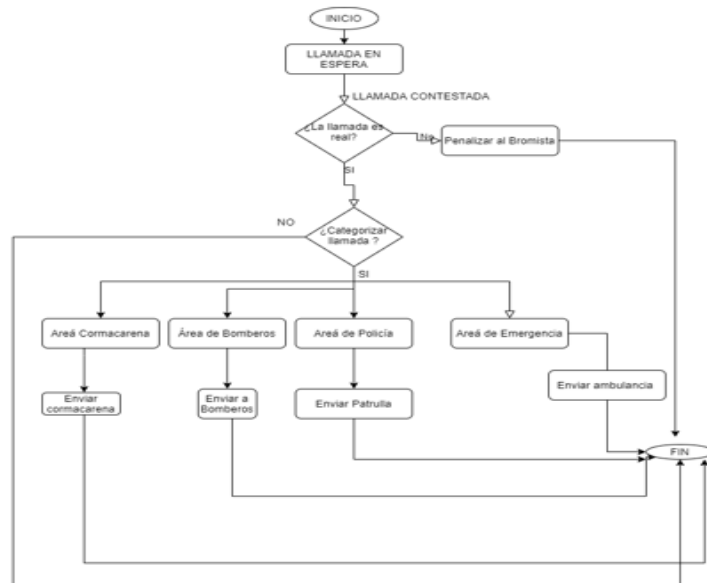 INICIO
LLAMADA EN
ESPERA
LLAMADA CONTESTADA
¿La llamada es
real?
No
Penalizar al Bromista
SI
NO
¿Categorizar
llamada ?
SI
Areá Cormacarena
Área de Bomberos
Areá de Policía
Areá de Emergencia
Enviar
cormacarena
Enviar a
Bomberos
Enviar Patrulla
Enviar ambulancia
FIN